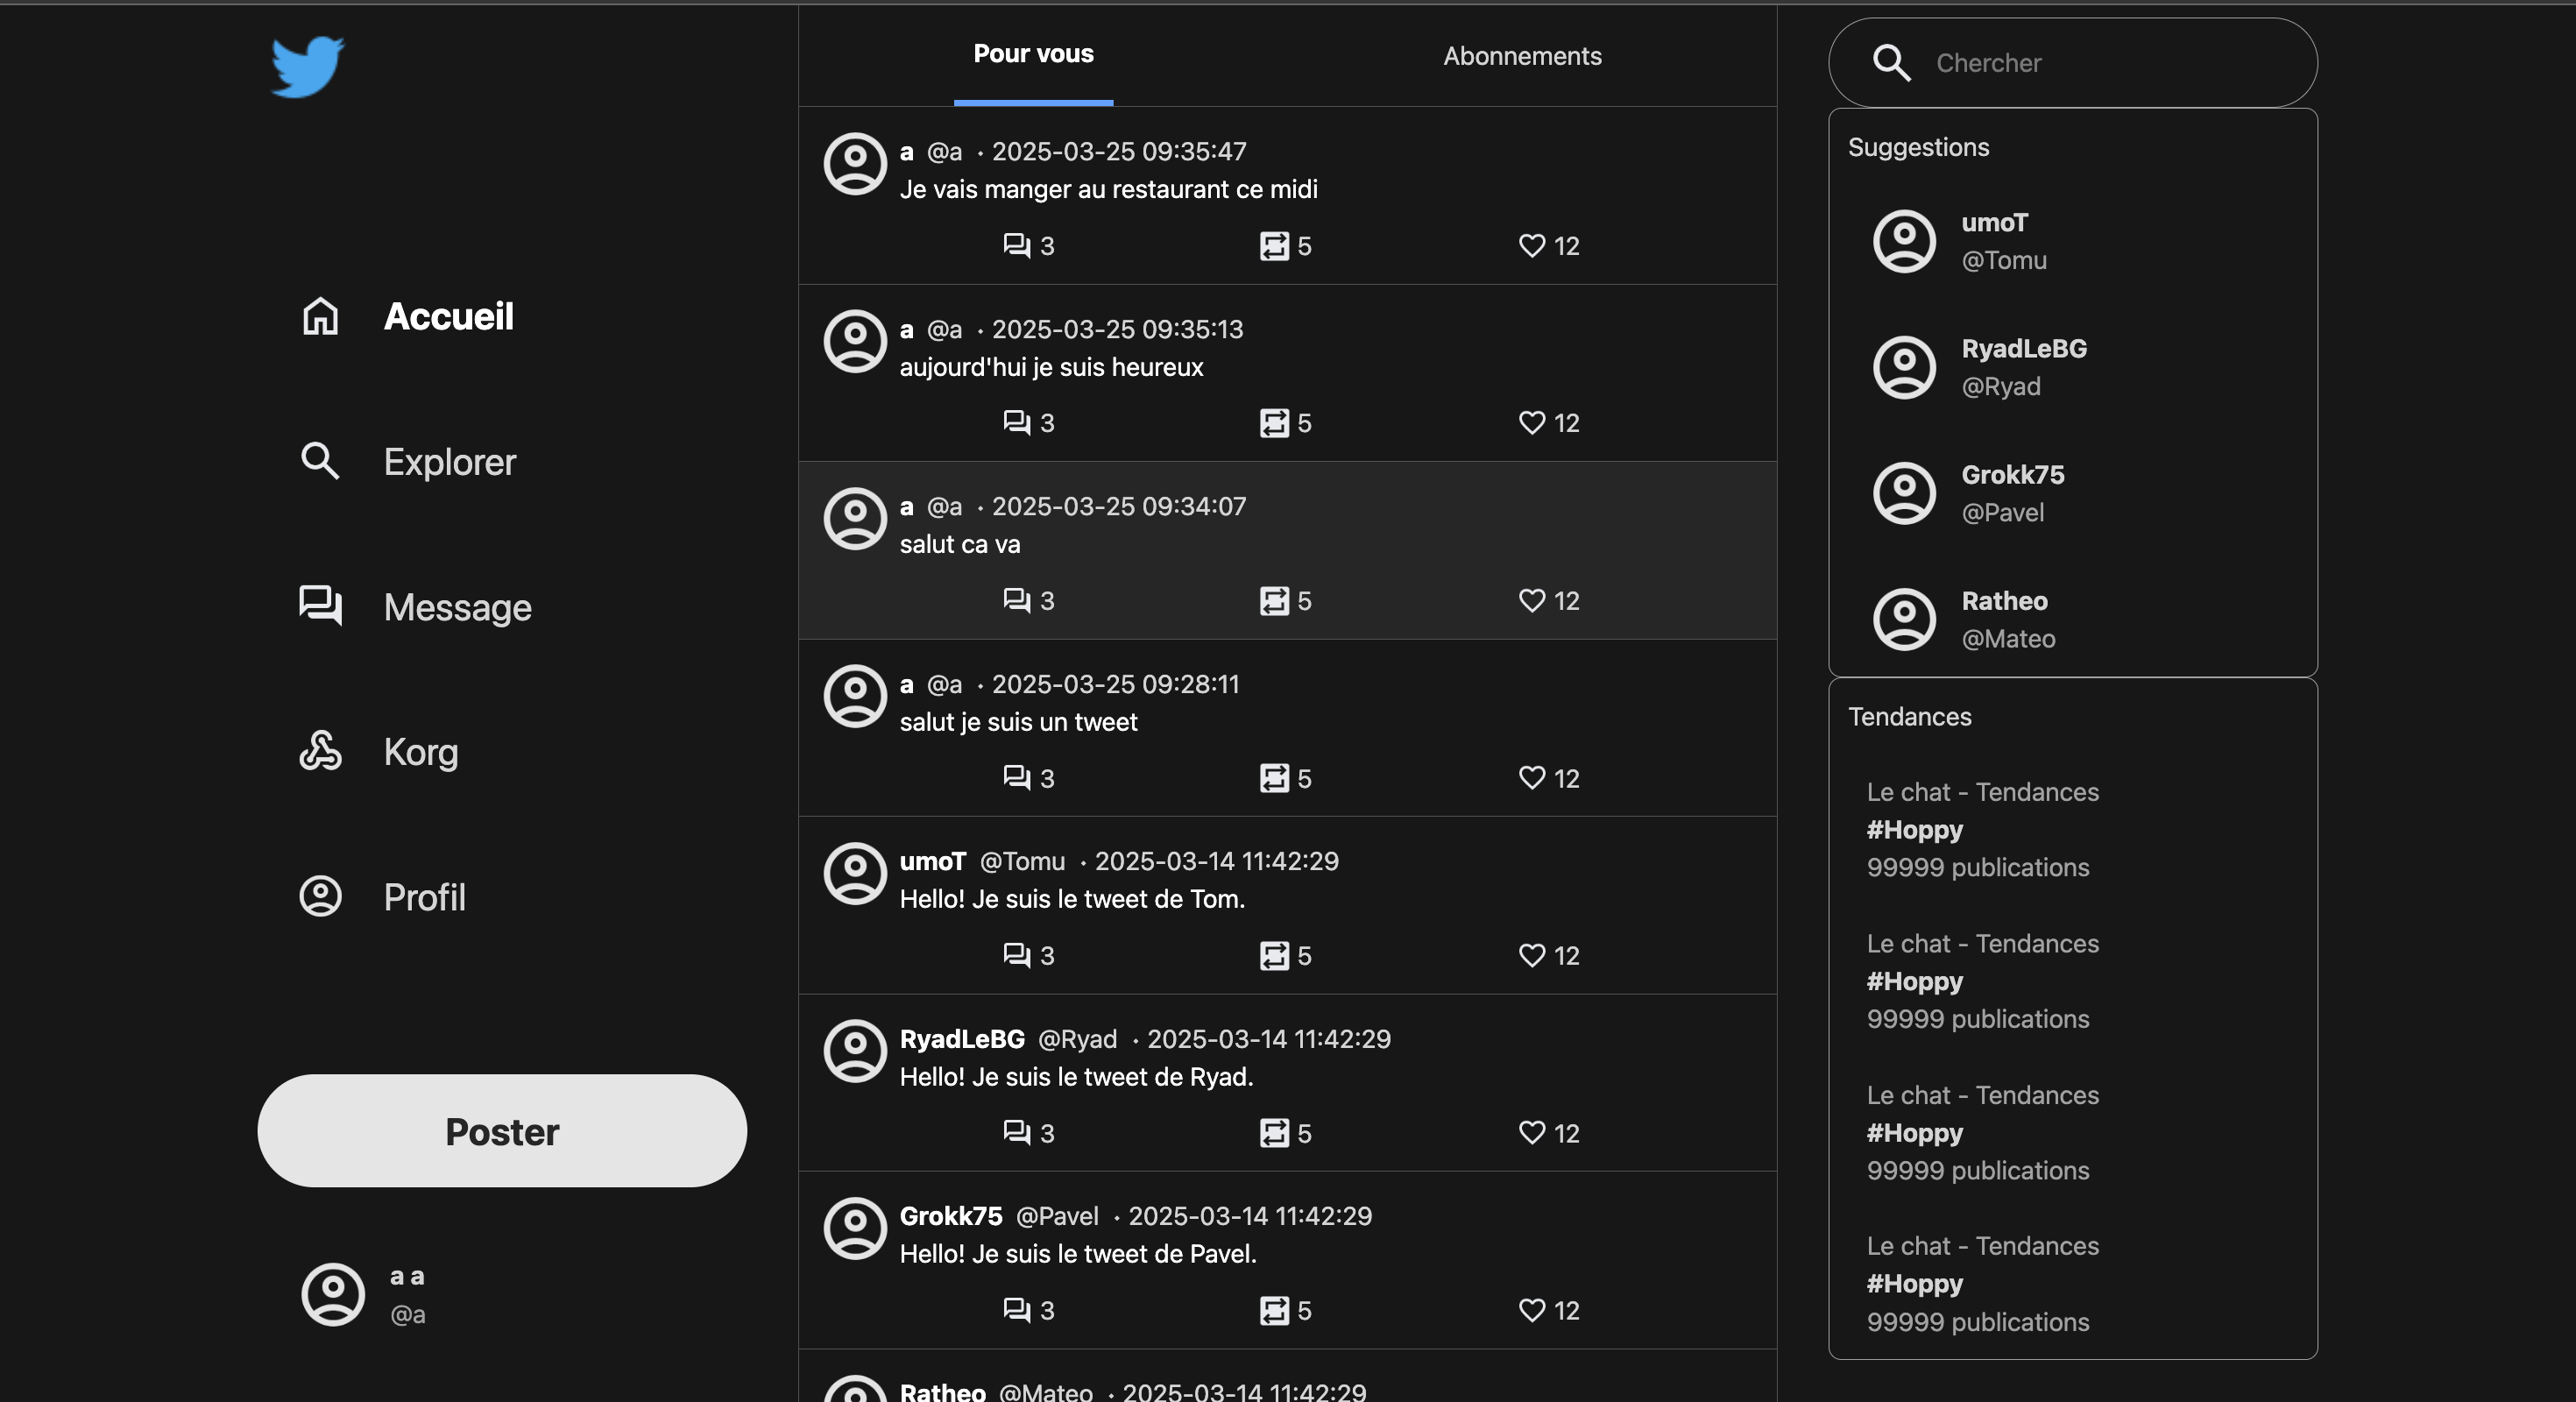 Accueil
Explorer
Message
Korg
Profil
Poster
a a
@a
Pour vous
Abonnements
a @a · 2025-03-25 09:35:47
Je vais manger au restaurant ce midi
3 5 12
a @a · 2025-03-25 09:35:13
aujourd'hui je suis heureux
3 5 12
a @a · 2025-03-25 09:34:07
salut ca va
3 5 12
a @a · 2025-03-25 09:28:11
salut je suis un tweet
3 5 12
umoT @Tomu · 2025-03-14 11:42:29
Hello! Je suis le tweet de Tom.
3 5 12
RyadLeBG @Ryad · 2025-03-14 11:42:29
Hello! Je suis le tweet de Ryad.
3 5 12
Grokk75 @Pavel · 2025-03-14 11:42:29
Hello! Je suis le tweet de Pavel.
3 5 12
Ratheo @Mateo · 2025-03-14 11:42:29
Chercher
Suggestions
umoT
@Tomu
RyadLeBG
@Ryad
Grokk75
@Pavel
Ratheo
@Mateo
Tendances
Le chat - Tendances
#Hoppy
99999 publications
Le chat - Tendances
#Hoppy
99999 publications
Le chat - Tendances
#Hoppy
99999 publications
Le chat - Tendances
#Hoppy
99999 publications